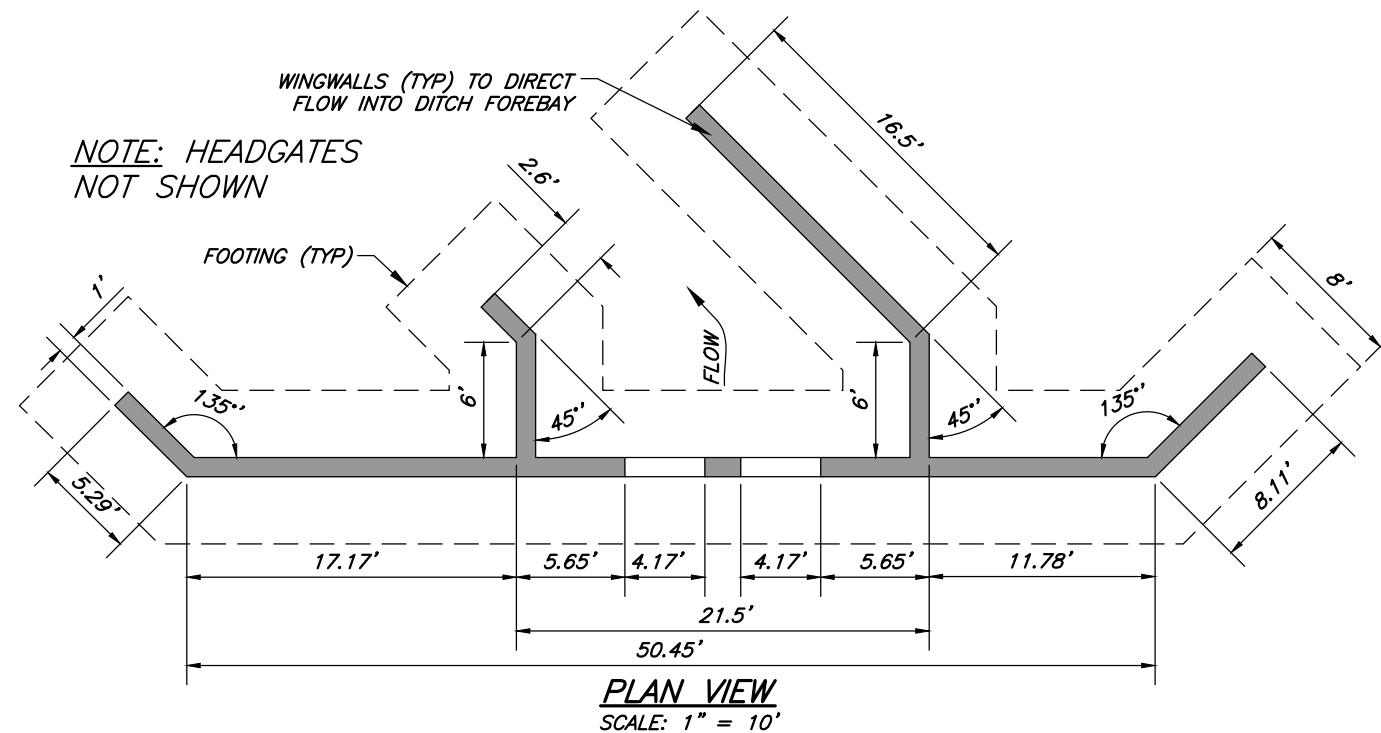 WINGWALLS (TYP) TO DIRECT
FLOW INTO DITCH FOREBAY
16.5'
NOTE: HEADGATES
NOT SHOWN
2.6'
FOOTING (TYP)
1'
8'
FLOW
135°'
6'
45°'
6'
45°'
135°'
5.29'
8.11'
17.17'
5.65'
4.17'
4.17'
5.65'
11.78'
21.5'
50.45'
PLAN VIEW
SCALE: 1" = 10'